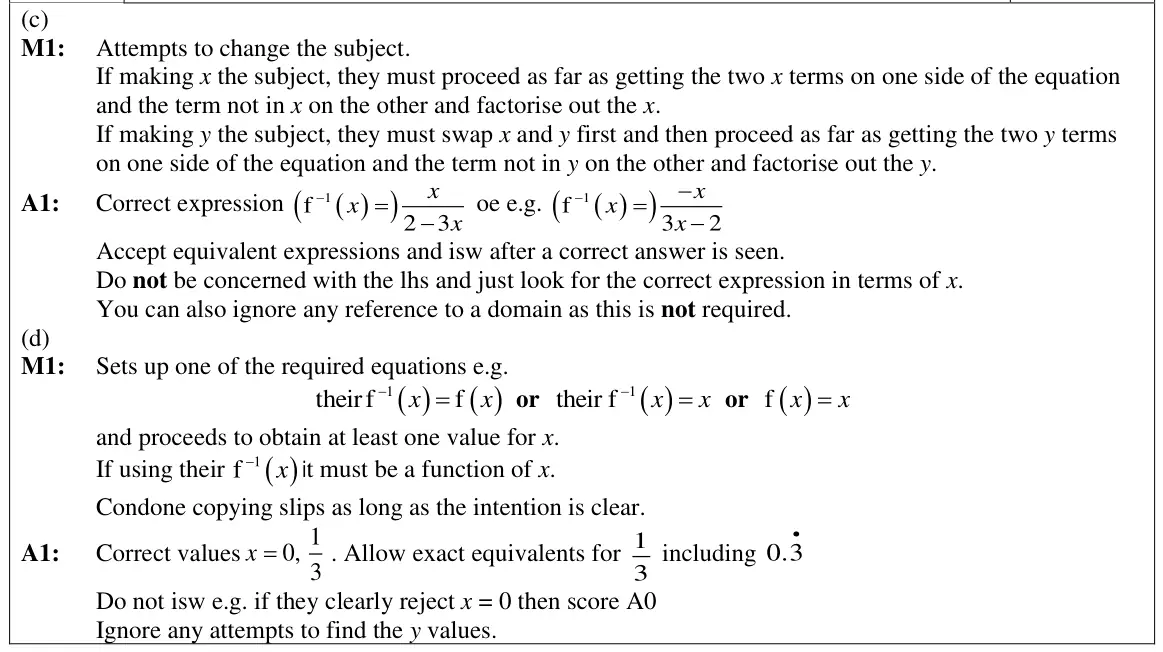 (c)
M1: Attempts to change the subject.
If making x the subject, they must proceed as far as getting the two x terms on one side of the equation
and the term not in x on the other and factorise out the x.
If making y the subject, they must swap x and y first and then proceed as far as getting the two y terms
on one side of the equation and the term not in y on the other and factorise out the y.
A1: Correct expression (f⁻¹(x)=) x/(2−3x) oe e.g. (f⁻¹(x)=) −x/(3x−2)
Accept equivalent expressions and isw after a correct answer is seen.
Do not be concerned with the lhs and just look for the correct expression in terms of x.
You can also ignore any reference to a domain as this is not required.
(d)
M1: Sets up one of the required equations e.g.
their f⁻¹(x) = f(x) or their f⁻¹(x) = x or f(x) = x
and proceeds to obtain at least one value for x.
If using their f⁻¹(x) it must be a function of x.
Condone copying slips as long as the intention is clear.
A1: Correct values x = 0, 1/3 . Allow exact equivalents for 1/3 including 0.3̇
Do not isw e.g. if they clearly reject x = 0 then score A0
Ignore any attempts to find the y values.